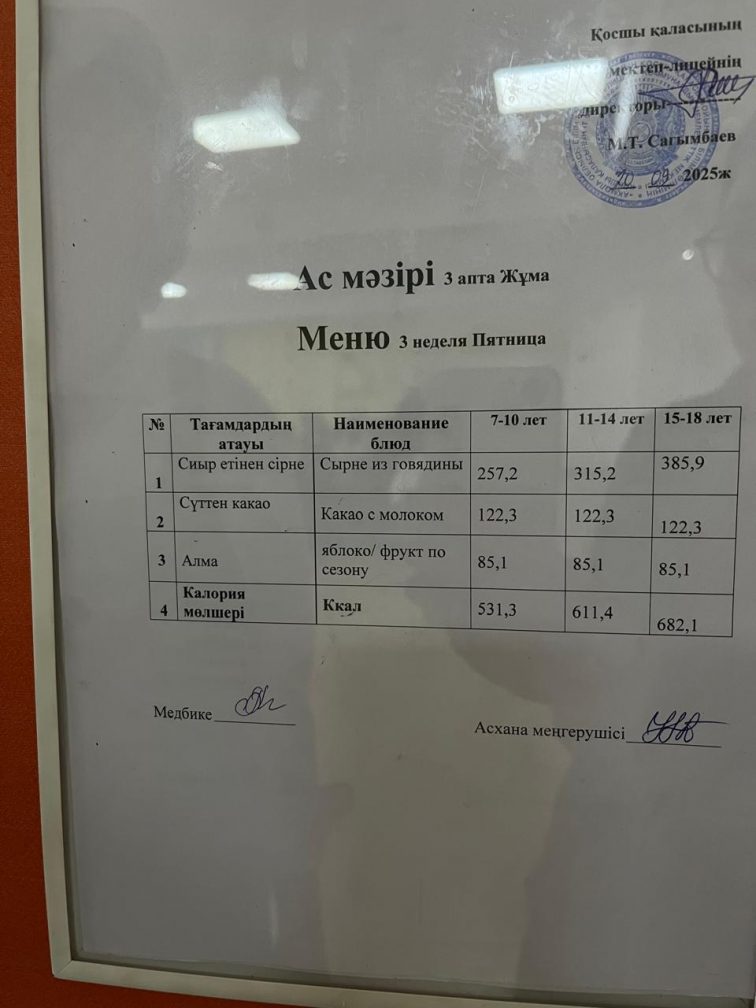 Қосшы қаласының
мектеп-лицейнің
директоры
М.Т. Сағымбаев
20 09 2025ж
Ас мәзірі 3 апта Жұма
Меню 3 неделя Пятница
№ Тағамдардың атауы Наименование блюд 7-10 лет 11-14 лет 15-18 лет
1 Сиыр етінен сірне Сырне из говядины 257,2 315,2 385,9
2 Сүттен какао Какао с молоком 122,3 122,3 122,3
3 Алма яблоко/ фрукт по сезону 85,1 85,1 85,1
4 Калория мөлшері Ккал 531,3 611,4 682,1
Медбике
Асхана меңгерушісі